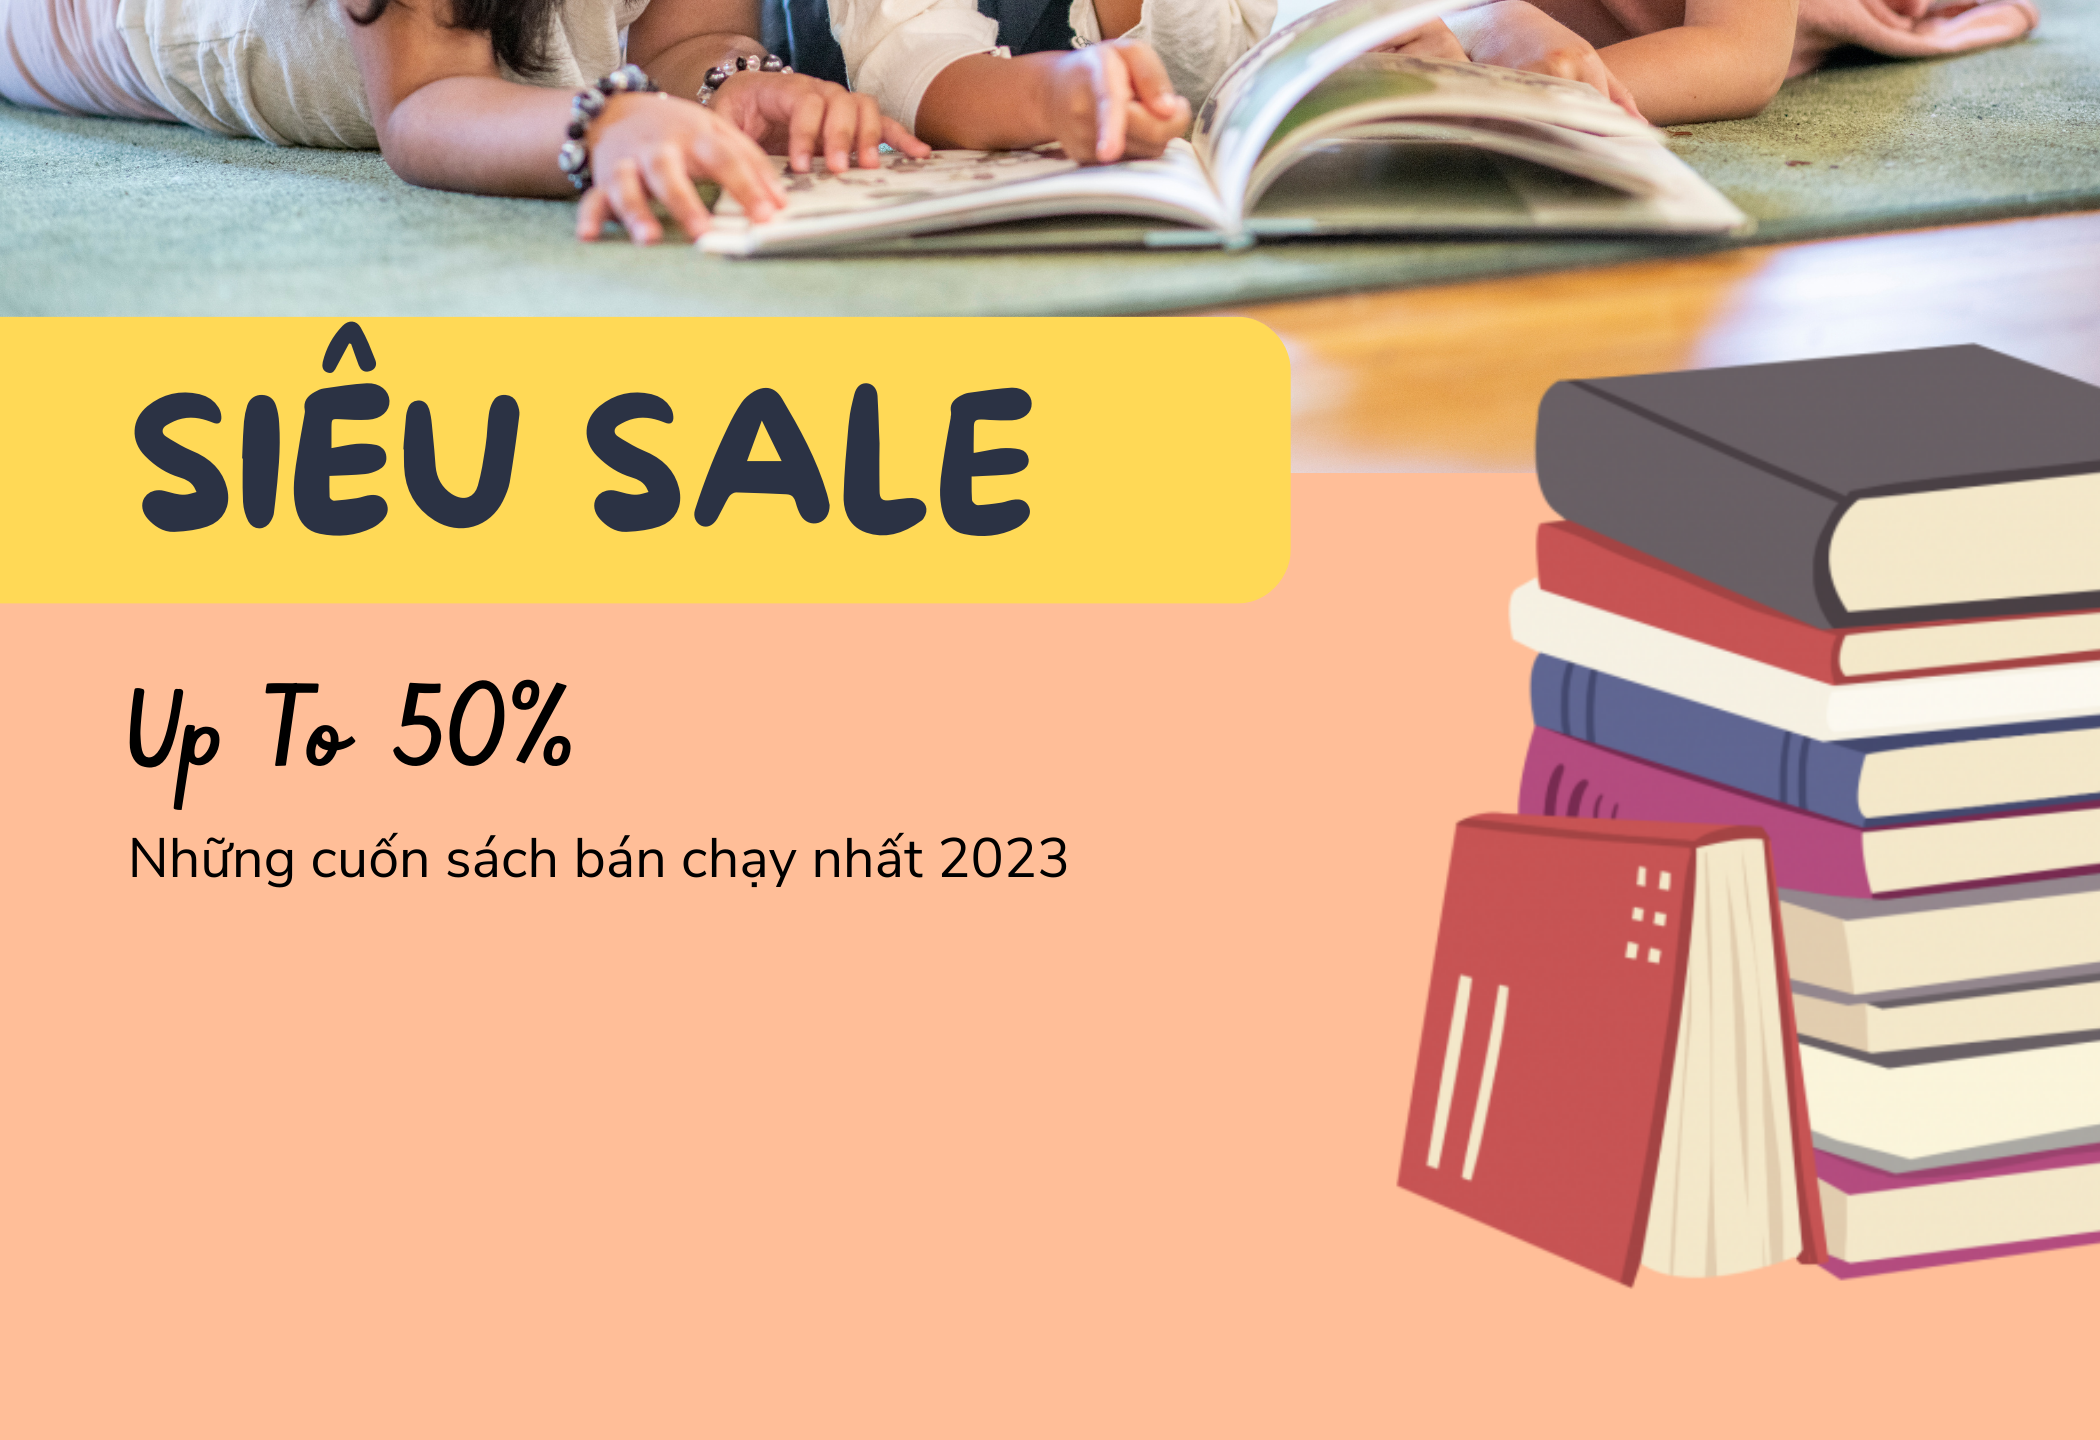 SIÊU SALE
Up To 50%
Những cuốn sách bán chạy nhất 2023